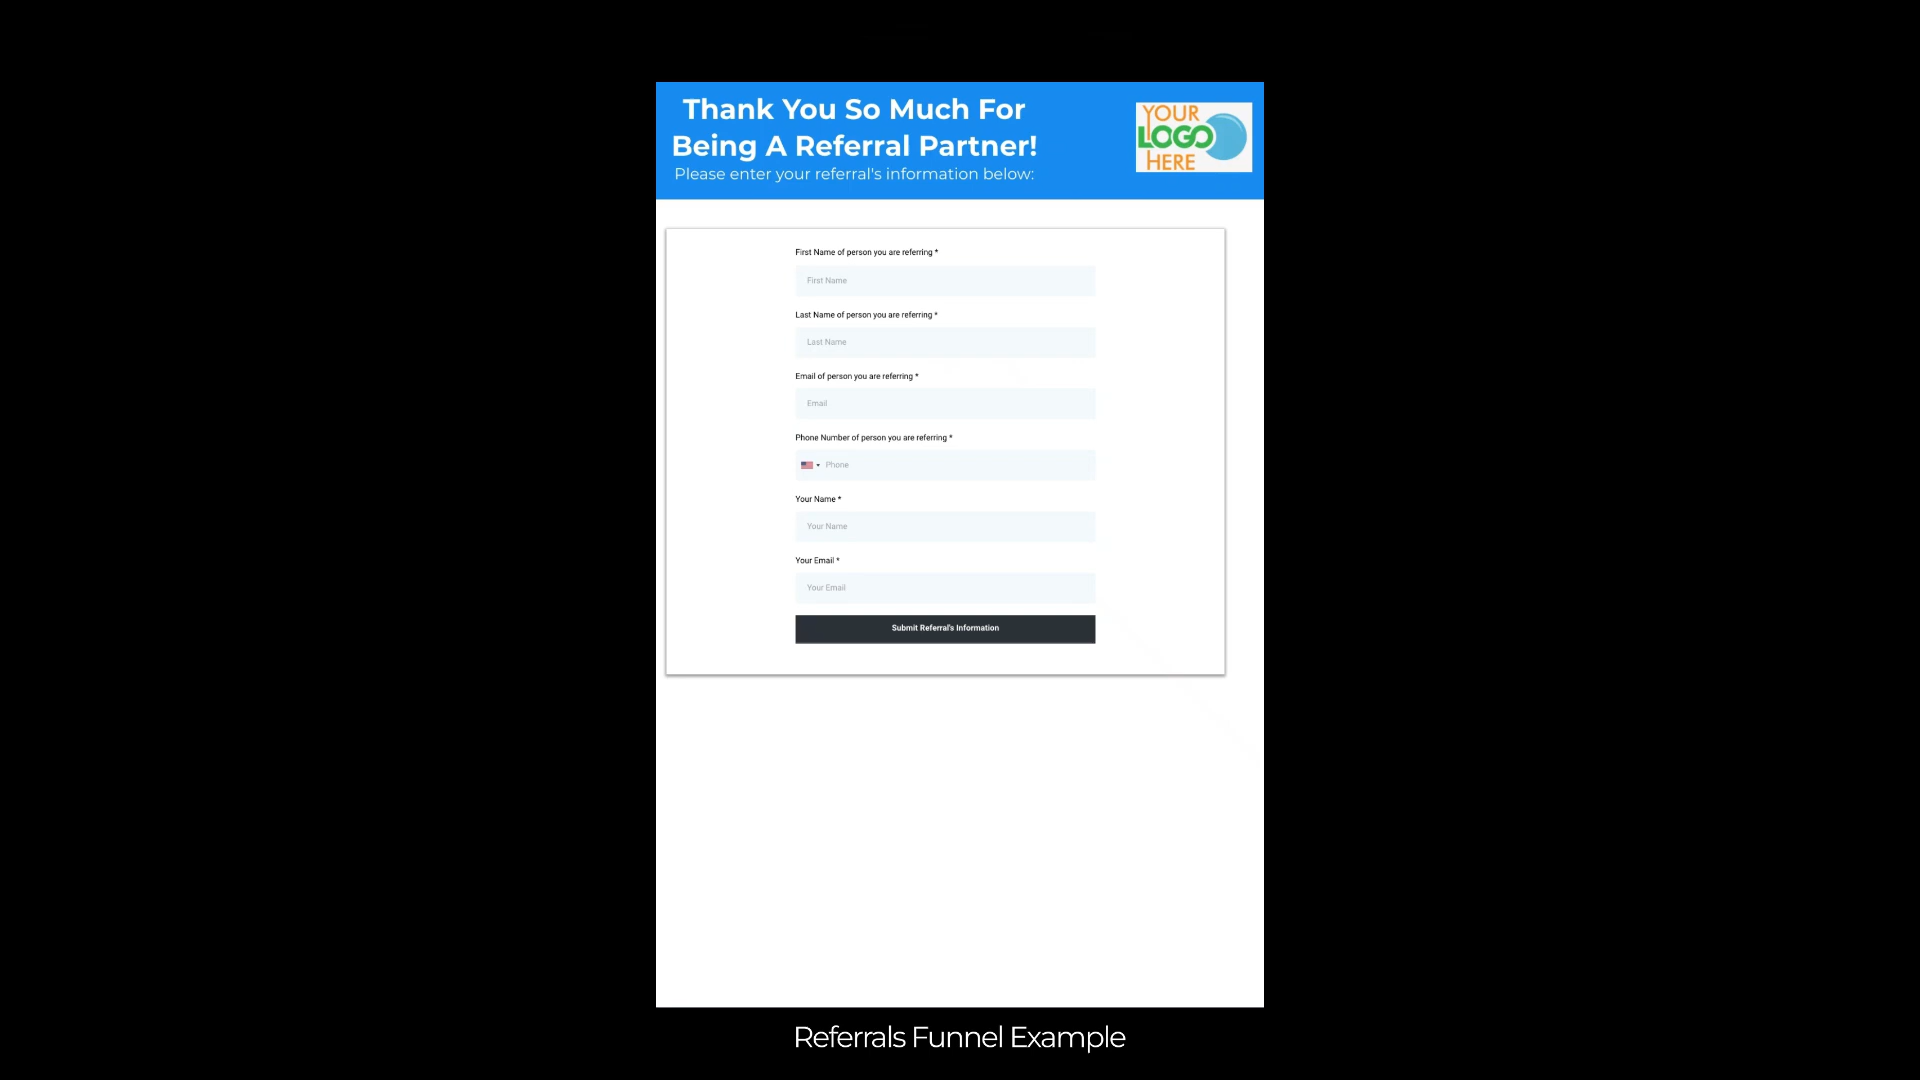 Thank You So Much For
Being A Referral Partner!
Please enter your referral's information below:
YOUR
LOGO
HERE
First Name of person you are referring *
First Name
Last Name of person you are referring *
Last Name
Email of person you are referring *
Email
Phone Number of person you are referring *
Phone
Your Name *
Your Name
Your Email *
Your Email
Submit Referral's Information
Referrals Funnel Example